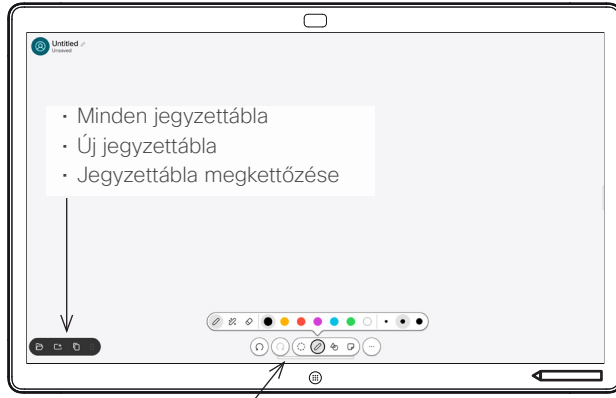 Untitled
Unsaved
· Minden jegyzettábla
· Új jegyzettábla
· Jegyzettábla megkettőzése